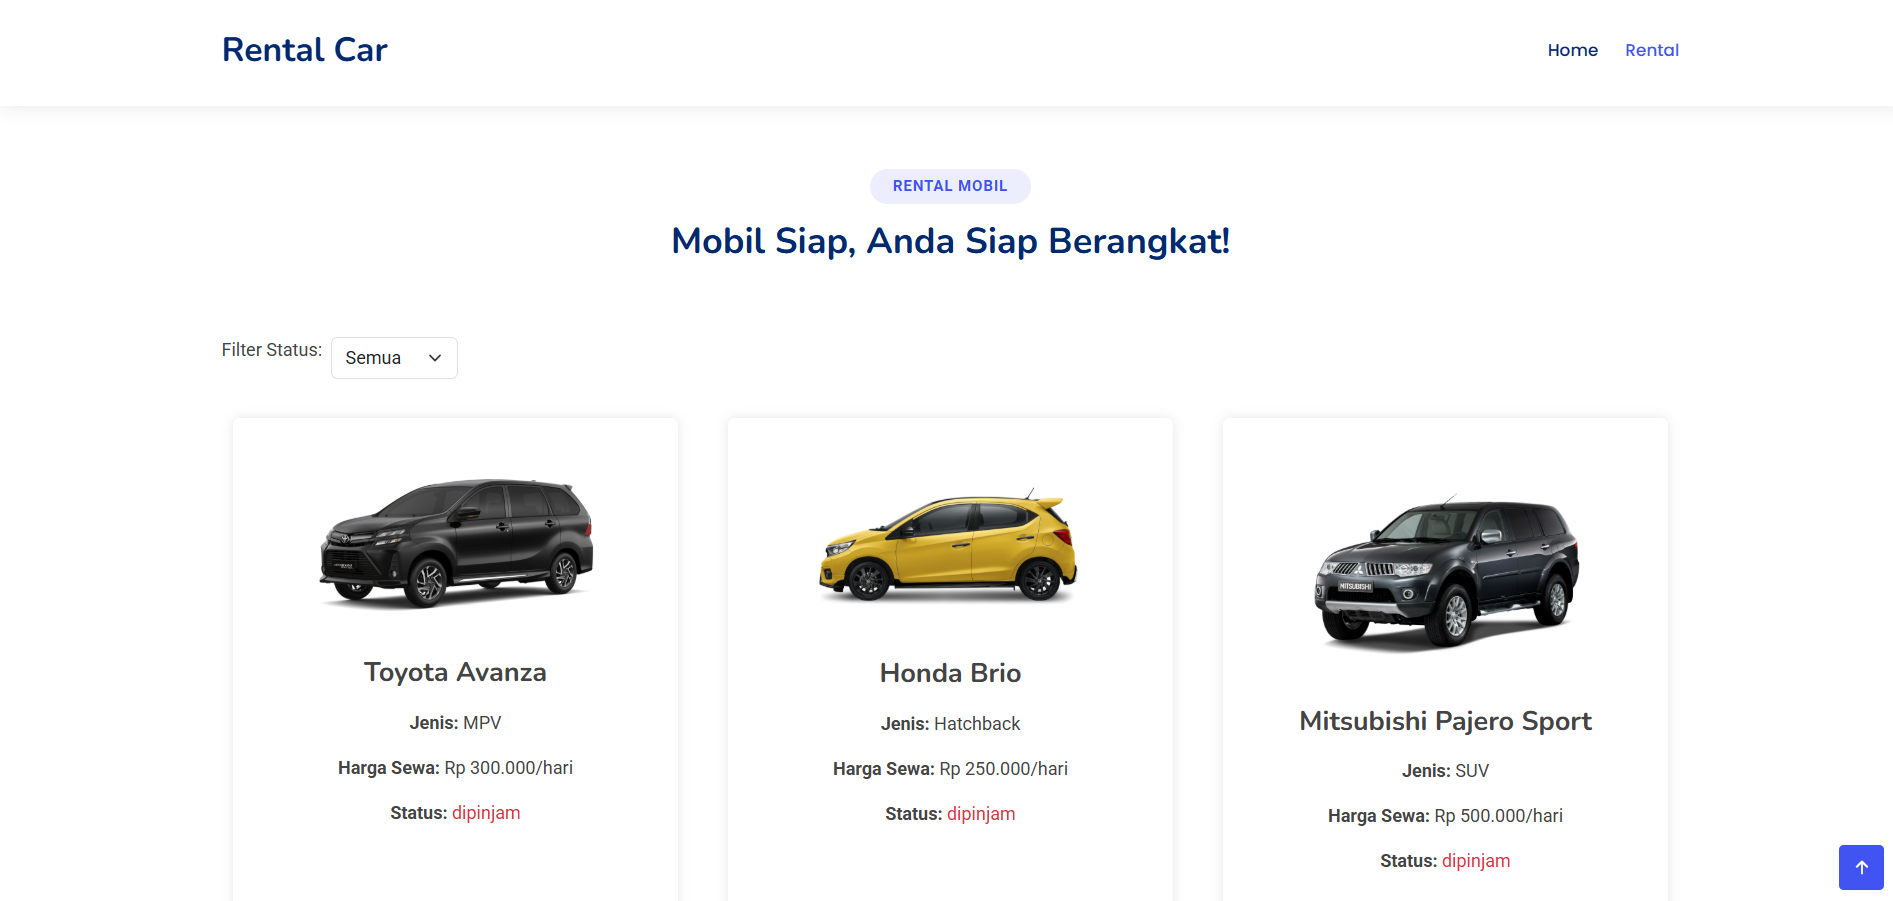 Rental Car
Home Rental
RENTAL MOBIL
Mobil Siap, Anda Siap Berangkat!
Filter Status: Semua
Toyota Avanza
Jenis: MPV
Harga Sewa: Rp 300.000/hari
Status: dipinjam
Honda Brio
Jenis: Hatchback
Harga Sewa: Rp 250.000/hari
Status: dipinjam
MITSUBISHI
Mitsubishi Pajero Sport
Jenis: SUV
Harga Sewa: Rp 500.000/hari
Status: dipinjam